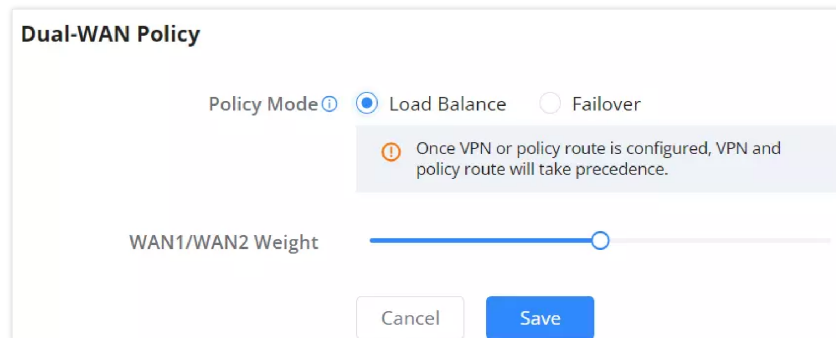 Dual-WAN Policy
Policy Mode Load Balance Failover
Once VPN or policy route is configured, VPN and
policy route will take precedence.
WAN1/WAN2 Weight
Cancel Save